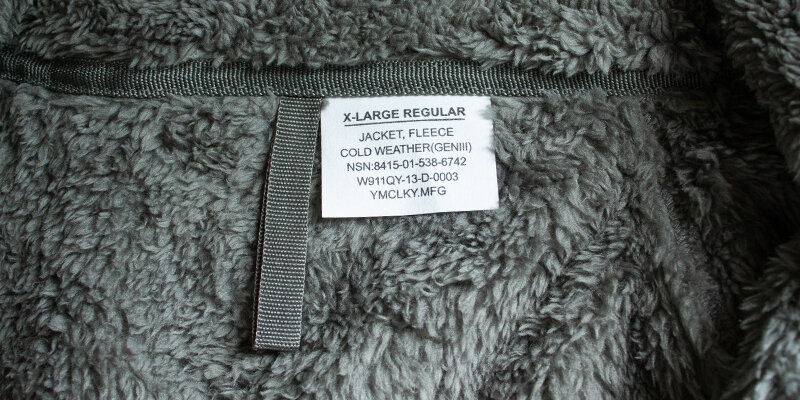 X-LARGE REGULAR
JACKET, FLEECE
COLD WEATHER(GENIII)
NSN:8415-01-538-6742
W911QY-13-D-0003
YMCLKY.MFG